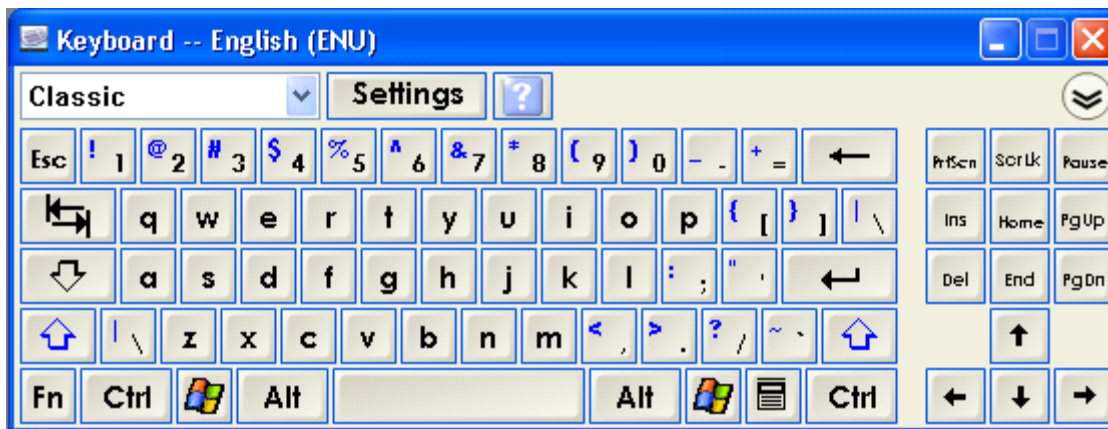 Keyboard -- English (ENU)
Classic Settings ?
Esc ! 1 @ 2 # 3 $ 4 % 5 ^ 6 & 7 * 8 ( 9 ) 0 _ - + = PrtScn ScrLk Pause
q w e r t y u i o p { [ } ] | \ Ins Home PgUp
a s d f g h j k l : ; " ' Del End PgDn
| \ z x c v b n m < , > . ? / ~ `
Fn Ctrl Alt Alt Ctrl